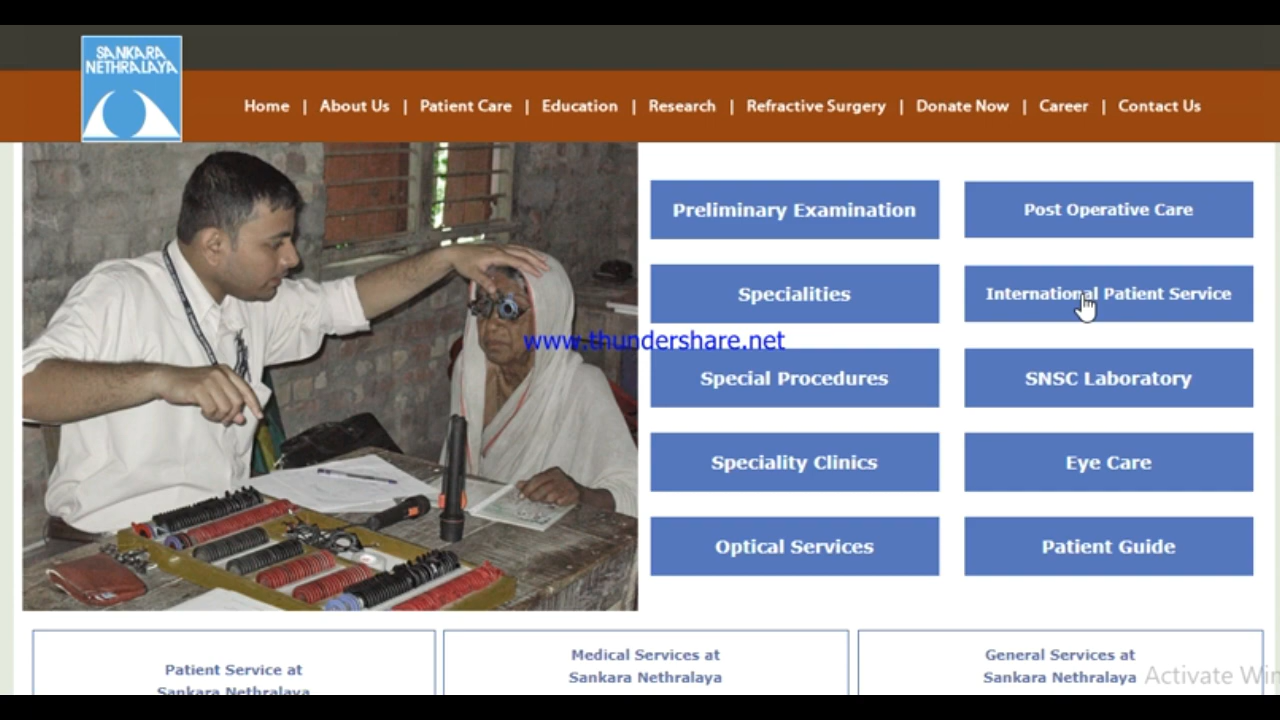 SANKARA
NETHRALAYA
Home | About Us | Patient Care | Education | Research | Refractive Surgery | Donate Now | Career | Contact Us
Preliminary Examination
Post Operative Care
Specialities
International Patient Service
www.thundershare.net
Special Procedures
SNSC Laboratory
Speciality Clinics
Eye Care
Optical Services
Patient Guide
Patient Service at
Sankara Nethralaya
Medical Services at
Sankara Nethralaya
General Services at
Sankara Nethralaya
Activate Win